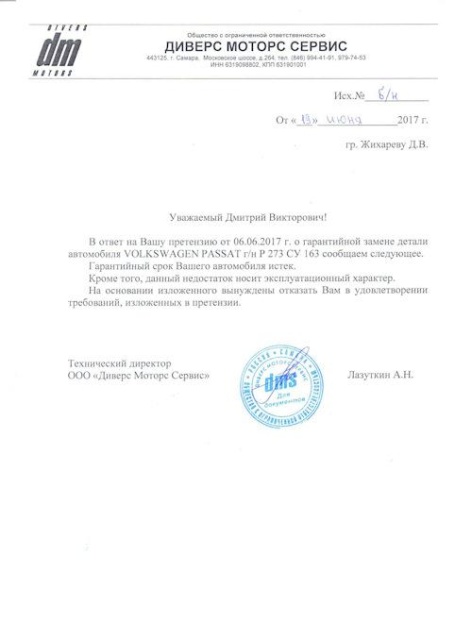 DIVERS
dm
MOTORS
Общество с ограниченной ответственностью
ДИВЕРС МОТОРС СЕРВИС
443125, г. Самара, Московское шоссе, д.264, тел. (846) 994-41-91, 979-74-53
ИНН 6319098802, КПП 631901001
Исх.№ б/н
От «19» июня 2017 г.
гр. Жихареву Д.В.
Уважаемый Дмитрий Викторович!
В ответ на Вашу претензию от 06.06.2017 г. о гарантийной замене детали
автомобиля VOLKSWAGEN PASSAT г/н Р 273 СУ 163 сообщаем следующее.
Гарантийный срок Вашего автомобиля истек.
Кроме того, данный недостаток носит эксплуатационный характер.
На основании изложенного вынуждены отказать Вам в удовлетворении
требований, изложенных в претензии.
Технический директор
ООО «Диверс Моторс Сервис»
Лазуткин А.Н.
dms
Для
документов